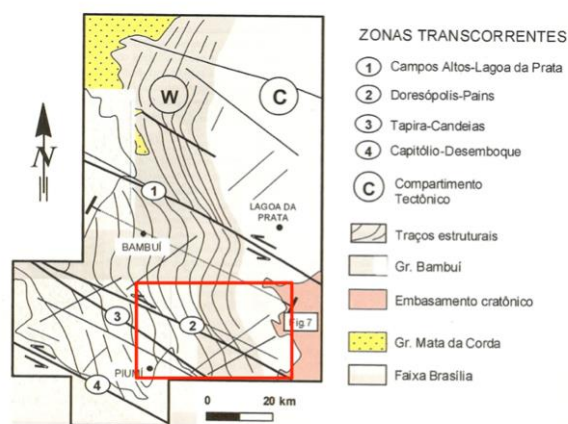 ZONAS TRANSCORRENTES
1 Campos Altos-Lagoa da Prata
2 Doresópolis-Pains
3 Tapira-Candeias
4 Capitólio-Desemboque
C Compartimento
Tectônico
Traços estruturais
Gr. Bambuí
Embasamento cratônico
Gr. Mata da Corda
Faixa Brasília
W
C
N
1
LAGOA DA
PRATA
BAMBUÍ
2
3
Fig.7
4
PIUMÍ
0 20 km